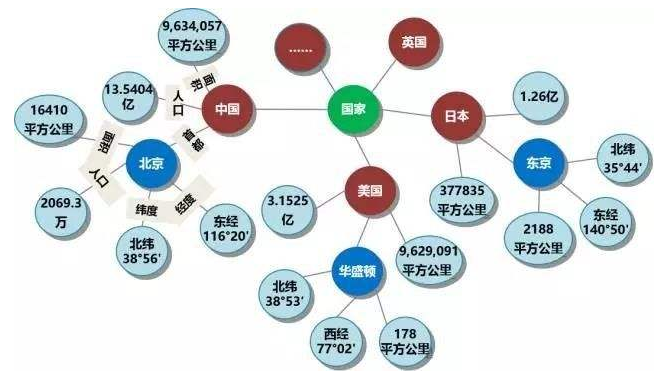 9,634,057
平方公里
……
英国
面积
13.5404
亿
人口
中国
国家
日本
1.26亿
16410
平方公里
首都
面积
北京
东京
北纬
35°44'
人口
美国
377835
平方公里
2069.3
万
纬度
经度
东经
116°20'
3.1525
亿
2188
平方公里
东经
140°50'
北纬
38°56'
9,629,091
平方公里
华盛顿
北纬
38°53'
西经
77°02'
178
平方公里